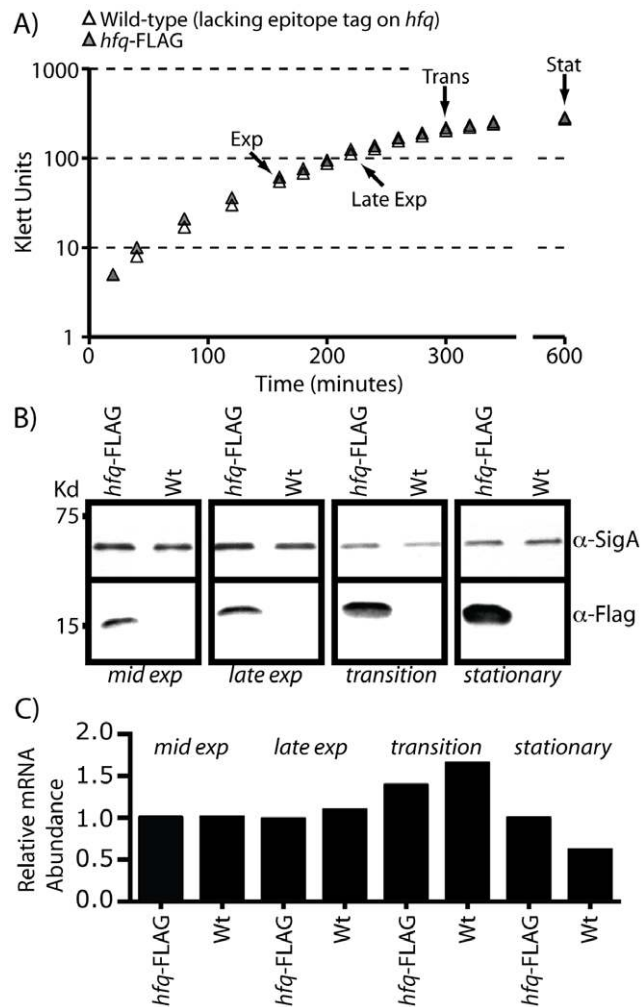 A)
△ Wild-type (lacking epitope tag on hfq)
▲ hfq-FLAG
1000
100
10
1
Klett Units
Exp
Late Exp
Trans
Stat
0
100
200
300
600
Time (minutes)
B)
hfq-FLAG
Wt
hfq-FLAG
Wt
hfq-FLAG
Wt
hfq-FLAG
Wt
Kd
75
15
α-SigA
α-Flag
mid exp
late exp
transition
stationary
C)
Relative mRNA
Abundance
2.0
1.5
1.0
0.5
0.0
mid exp
late exp
transition
stationary
hfq-FLAG
Wt
hfq-FLAG
Wt
hfq-FLAG
Wt
hfq-FLAG
Wt